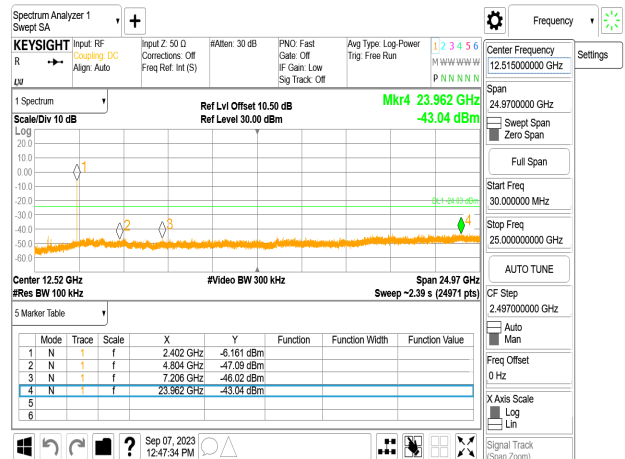 Spectrum Analyzer 1
Swept SA
Frequency
KEYSIGHT
R
Input: RF
Coupling: DC
Align: Auto
Input Z: 50 Ω
Corrections: Off
Freq Ref: Int (S)
#Atten: 30 dB
PNO: Fast
Gate: Off
IF Gain: Low
Sig Track: Off
Avg Type: Log-Power
Trig: Free Run
1 2 3 4 5 6
M W W W W W
P N N N N N
Center Frequency
12.515000000 GHz
Settings
Span
24.9700000 GHz
Swept Span
Zero Span
Full Span
Start Freq
30.000000 MHz
Stop Freq
25.000000000 GHz
AUTO TUNE
CF Step
2.497000000 GHz
Auto
Man
Freq Offset
0 Hz
X Axis Scale
Log
Lin
Signal Track
(Span Zoom)
1 Spectrum
Scale/Div 10 dB
Log
Ref Lvl Offset 10.50 dB
Ref Level 30.00 dBm
Mkr4 23.962 GHz
-43.04 dBm
20.0
10.0
0.00
-10.0
-20.0
-30.0
-40.0
-50.0
-60.0
1
2
3
4
DL1 -24.03 dBm
Center 12.52 GHz
#Res BW 100 kHz
#Video BW 300 kHz
Span 24.97 GHz
Sweep ~2.39 s (24971 pts)
5 Marker Table
Mode Trace Scale X Y Function Function Width Function Value
1 N 1 f 2.402 GHz -6.161 dBm
2 N 1 f 4.804 GHz -47.09 dBm
3 N 1 f 7.206 GHz -46.02 dBm
4 N 1 f 23.962 GHz -43.04 dBm
5
6
?
Sep 07, 2023
12:47:34 PM